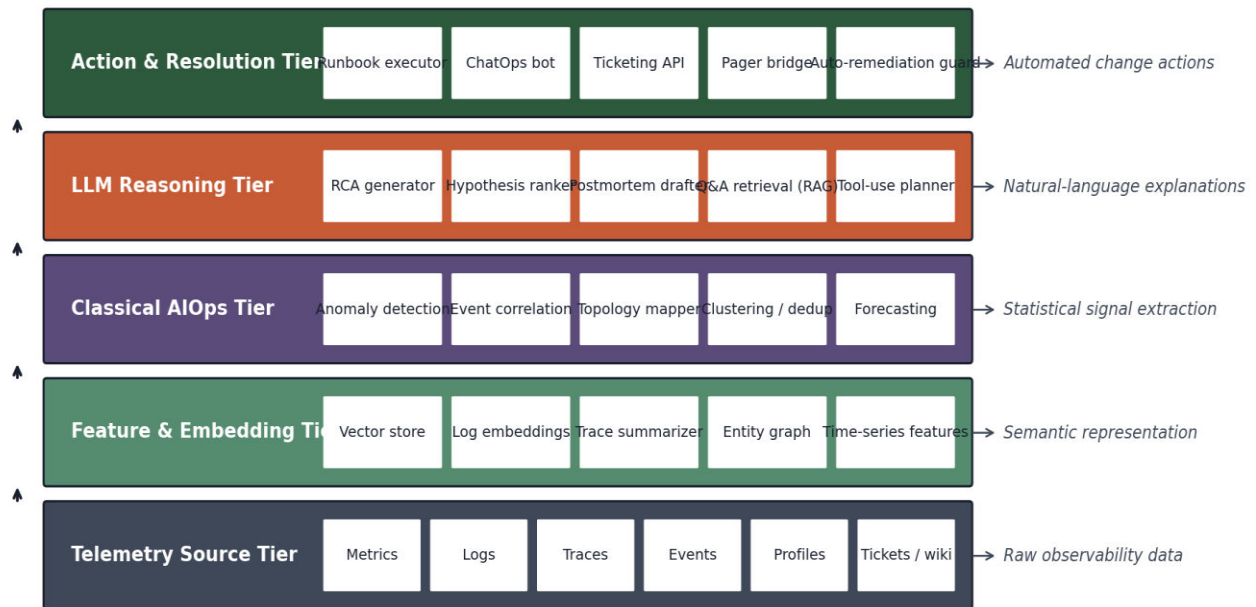 Action & Resolution Tier
Runbook executor
ChatOps bot
Ticketing API
Pager bridge
Auto-remediation guard
Automated change actions
LLM Reasoning Tier
RCA generator
Hypothesis ranker
Postmortem drafter
Q&A retrieval (RAG)
Tool-use planner
Natural-language explanations
Classical AIOps Tier
Anomaly detection
Event correlation
Topology mapper
Clustering / dedup
Forecasting
Statistical signal extraction
Feature & Embedding Tier
Vector store
Log embeddings
Trace summarizer
Entity graph
Time-series features
Semantic representation
Telemetry Source Tier
Metrics
Logs
Traces
Events
Profiles
Tickets / wiki
Raw observability data